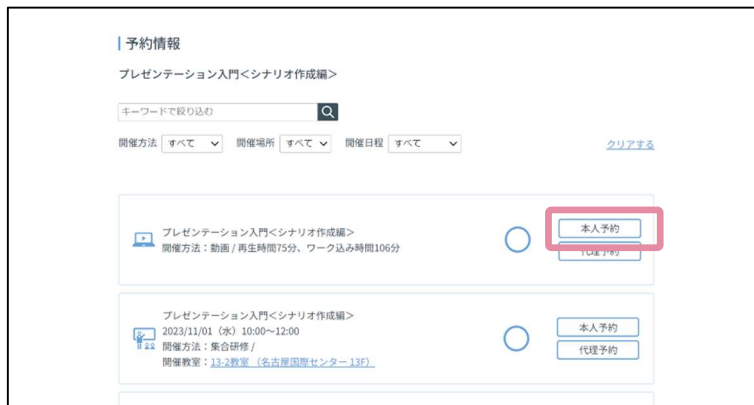 予約情報
プレゼンテーション入門＜シナリオ作成編＞
キーワードで絞り込む
開催方法 すべて 開催場所 すべて 開催日程 すべて クリアする
プレゼンテーション入門＜シナリオ作成編＞
開催方法：動画 / 再生時間75分、ワーク込み時間106分
本人予約
代理予約
プレゼンテーション入門＜シナリオ作成編＞
2023/11/01（水）10:00～12:00
開催方法：集合研修 /
開催教室：13-2教室 （名古屋国際センター 13F）
本人予約
代理予約